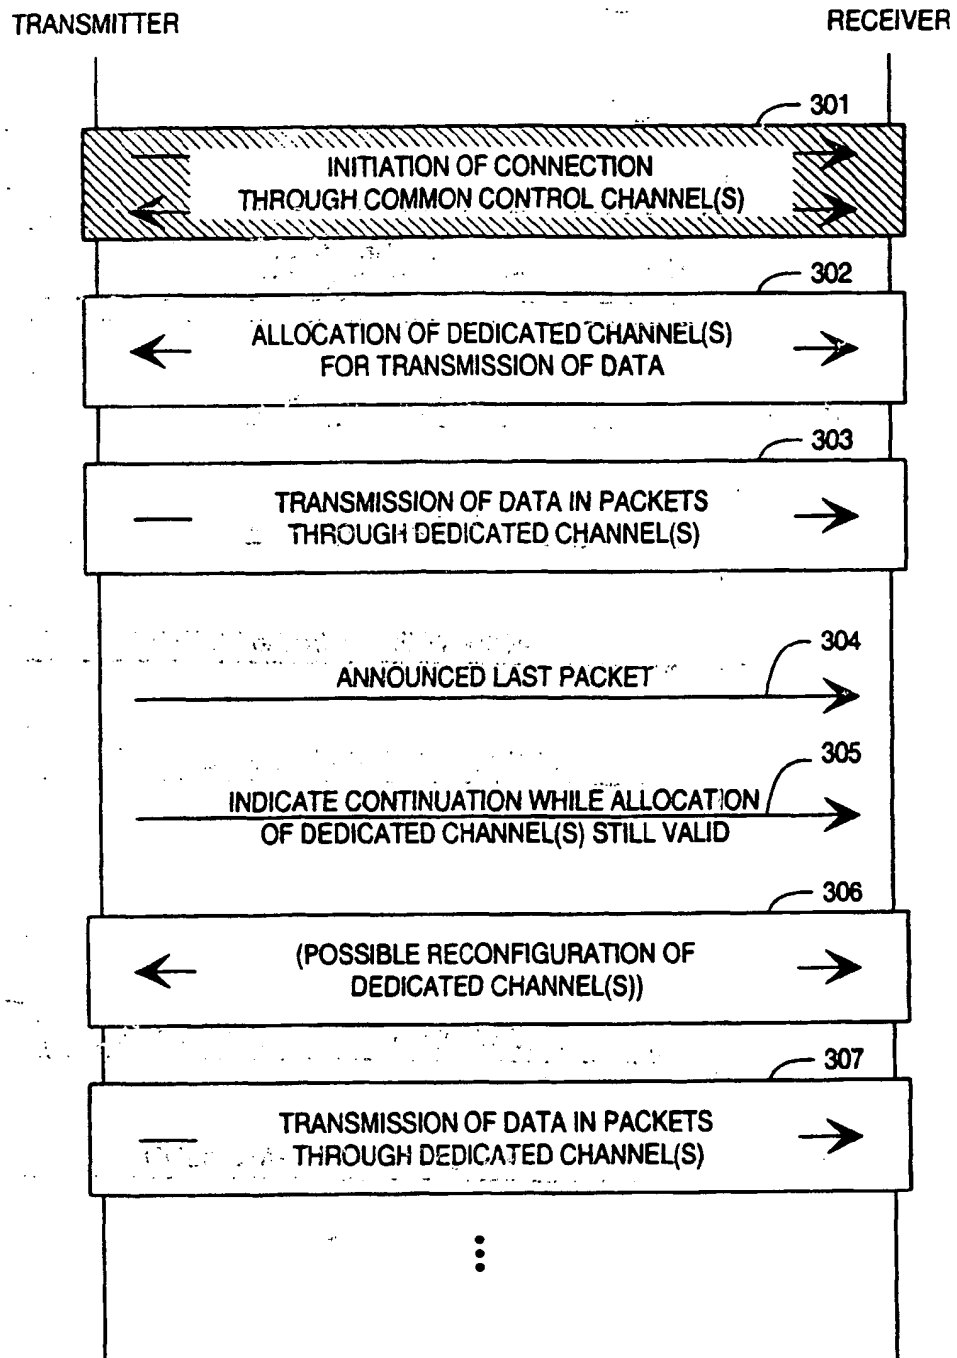 TRANSMITTER
RECEIVER
301
INITIATION OF CONNECTION
THROUGH COMMON CONTROL CHANNEL(S)
302
ALLOCATION OF DEDICATED CHANNEL(S)
FOR TRANSMISSION OF DATA
303
TRANSMISSION OF DATA IN PACKETS
THROUGH DEDICATED CHANNEL(S)
304
ANNOUNCED LAST PACKET
305
INDICATE CONTINUATION WHILE ALLOCATION
OF DEDICATED CHANNEL(S) STILL VALID
306
(POSSIBLE RECONFIGURATION OF
DEDICATED CHANNEL(S))
307
TRANSMISSION OF DATA IN PACKETS
THROUGH DEDICATED CHANNEL(S)